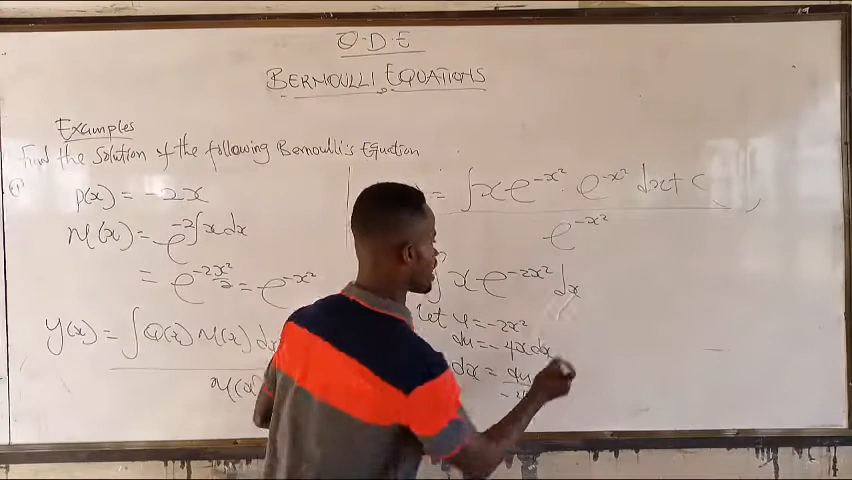 O.D.E
BERNOULLI EQUATIONS
Examples
Find the solution of the following Bernoulli's Equation
①
p(x) = -2x
M(x) = e^{-2∫x dx}
= e^{-2x²/2} = e^{-x²}
y(x) = ∫Q(x) M(x) dx
M(x)
= ∫x e^{-x²} · e^{-x²} dx + C
e^{-x²}
∫x e^{-2x²} dx
let u = -2x²
du = -4x dx
dx = du